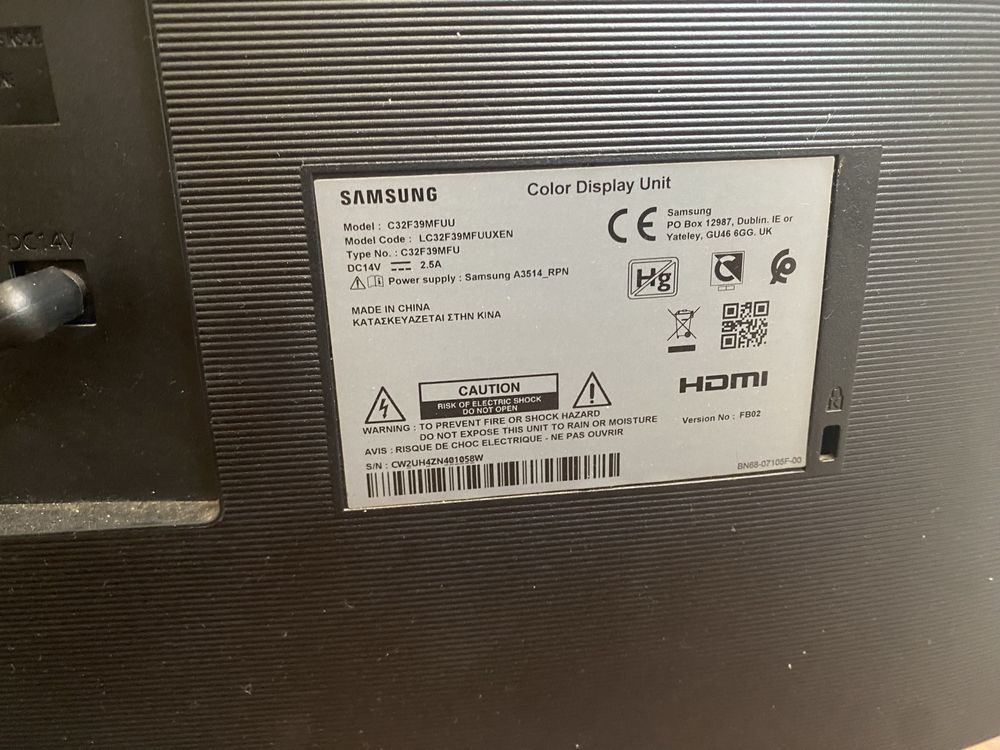 DC14V
SAMSUNG
Color Display Unit
Model : C32F39MFUU
Model Code : LC32F39MFUUXEN
Type No. : C32F39MFU
DC14V 2.5A
Power supply : Samsung A3514_RPN
MADE IN CHINA
ΚΑΤΑΣΚΕΥΑΖΕΤΑΙ ΣΤΗΝ ΚΙΝΑ
CE
Samsung
PO Box 12987, Dublin. IE or
Yateley, GU46 6GG. UK
Hg
HDMI
Version No : FB02
CAUTION
RISK OF ELECTRIC SHOCK
DO NOT OPEN
WARNING : TO PREVENT FIRE OR SHOCK HAZARD
DO NOT EXPOSE THIS UNIT TO RAIN OR MOISTURE
AVIS : RISQUE DE CHOC ELECTRIQUE - NE PAS OUVRIR
S/N : CW2UH4ZN401058W
BN68-07105F-00